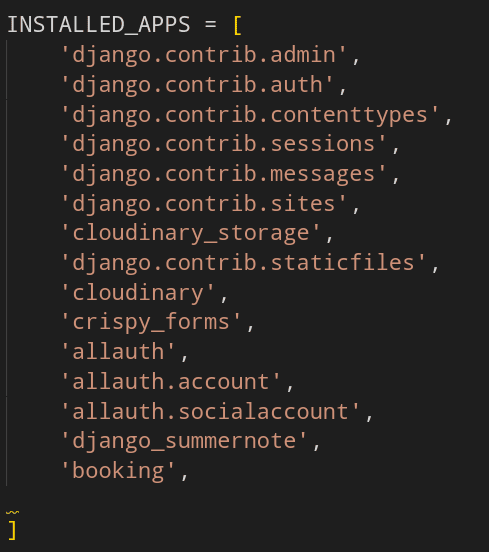 INSTALLED_APPS = [
    'django.contrib.admin',
    'django.contrib.auth',
    'django.contrib.contenttypes',
    'django.contrib.sessions',
    'django.contrib.messages',
    'django.contrib.sites',
    'cloudinary_storage',
    'django.contrib.staticfiles',
    'cloudinary',
    'crispy_forms',
    'allauth',
    'allauth.account',
    'allauth.socialaccount',
    'django_summernote',
    'booking',
]